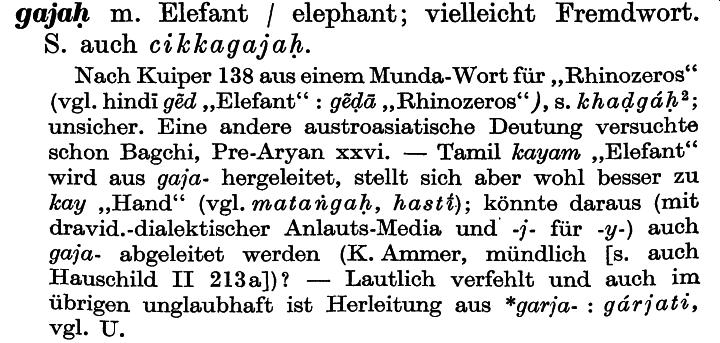 gajaḥ m. Elefant / elephant; vielleicht Fremdwort.
S. auch cikkagajaḥ.
Nach Kuiper 138 aus einem Munda-Wort für „Rhinozeros“
(vgl. hindī gēd „Elefant“ : gẽḍā „Rhinozeros“), s. khaḍgáḥ²;
unsicher. Eine andere austroasiatische Deutung versuchte
schon Bagchi, Pre-Aryan xxvi. — Tamil kayam „Elefant“
wird aus gaja- hergeleitet, stellt sich aber wohl besser zu
kay „Hand“ (vgl. mataṅgaḥ, hastī́); könnte daraus (mit
dravid.-dialektischer Anlauts-Media und -j- für -y-) auch
gaja- abgeleitet werden (K. Ammer, mündlich [s. auch
Hauschild II 213a])? — Lautlich verfehlt und auch im
übrigen unglaubhaft ist Herleitung aus *garja- : gárjati,
vgl. U.